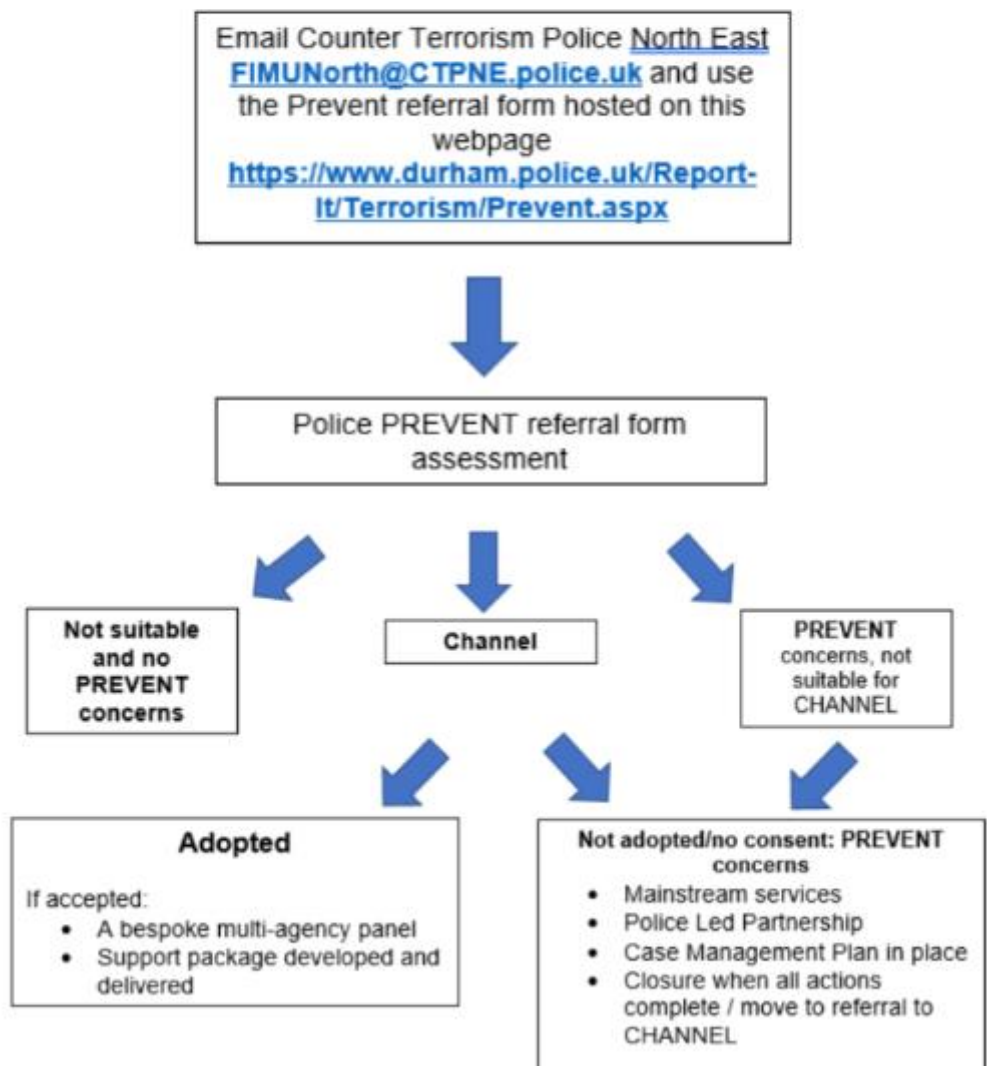 Email Counter Terrorism Police North East
FIMUNorth@CTPNE.police.uk and use
the Prevent referral form hosted on this
webpage
https://www.durham.police.uk/Report-
It/Terrorism/Prevent.aspx
Police PREVENT referral form
assessment
Not suitable
and no
PREVENT
concerns
Channel
PREVENT
concerns, not
suitable for
CHANNEL
Adopted
If accepted:
• A bespoke multi-agency panel
• Support package developed and
delivered
Not adopted/no consent: PREVENT
concerns
• Mainstream services
• Police Led Partnership
• Case Management Plan in place
• Closure when all actions
complete / move to referral to
CHANNEL